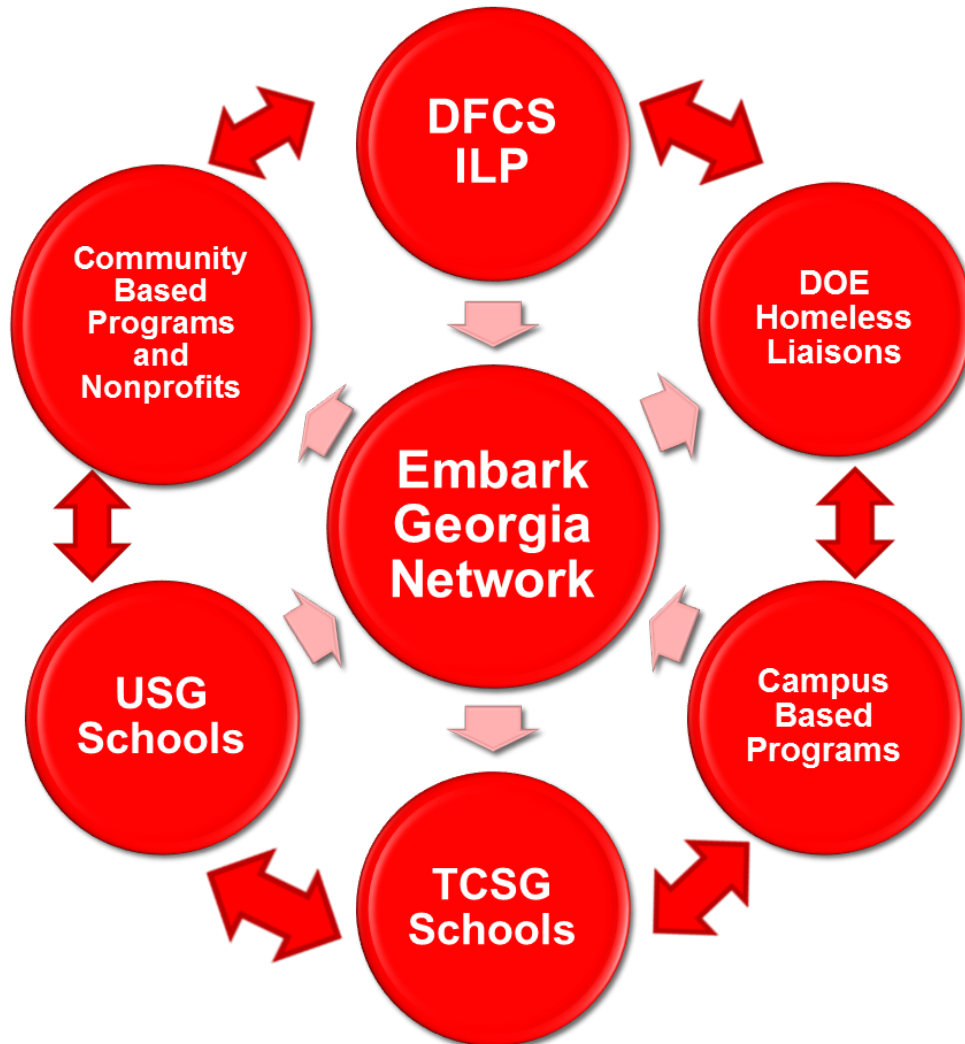 DFCS
ILP
Community
Based
Programs
and
Nonprofits
DOE
Homeless
Liaisons
Embark
Georgia
Network
USG
Schools
Campus
Based
Programs
TCSG
Schools